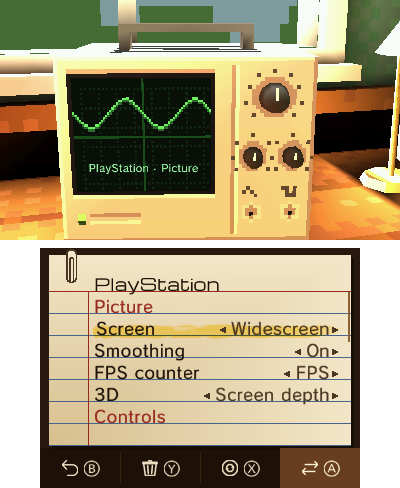 PlayStation - Picture
PlayStation
Picture
Screen ◂ Widescreen ▸
Smoothing ◂ On ▸
FPS counter ◂ FPS ▸
3D ◂ Screen depth ▸
Controls
B Y X A